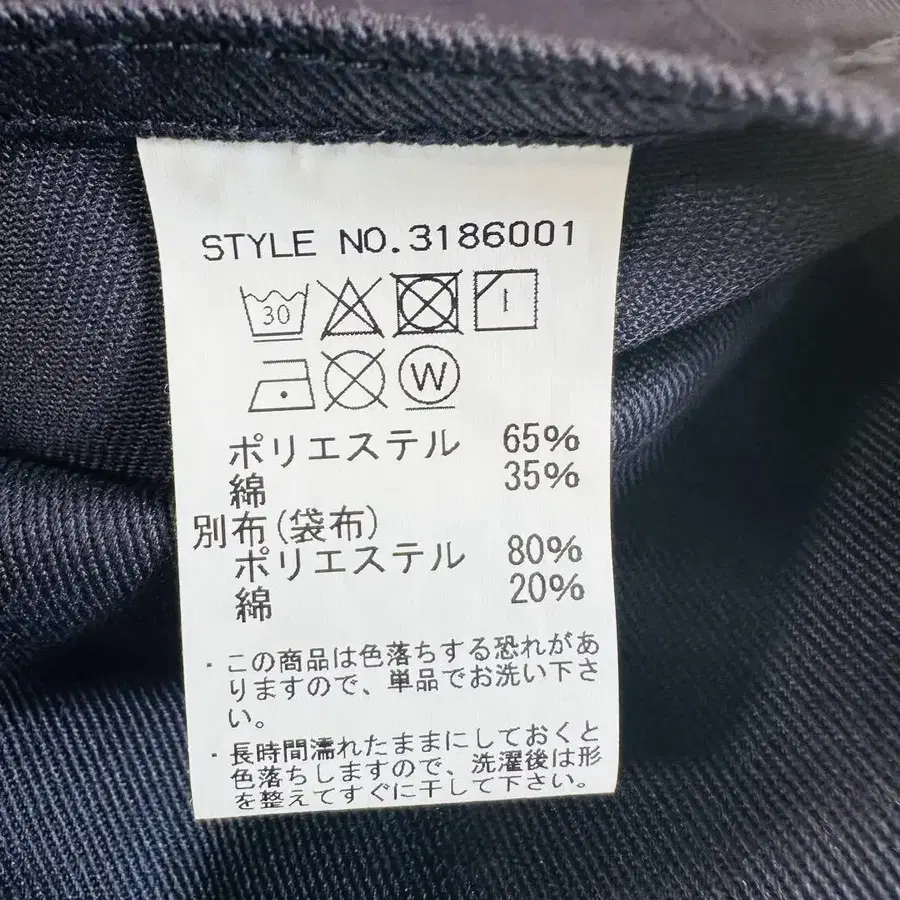 STYLE NO.3186001
30
W
ポリエステル 65%
綿 35%
別布(袋布)
ポリエステル 80%
綿 20%
・この商品は色落ちする恐れがあ
りますので、単品でお洗い下さ
い。
・長時間濡れたままにしておくと
色落ちしますので、洗濯後は形
を整えてすぐに干して下さい。